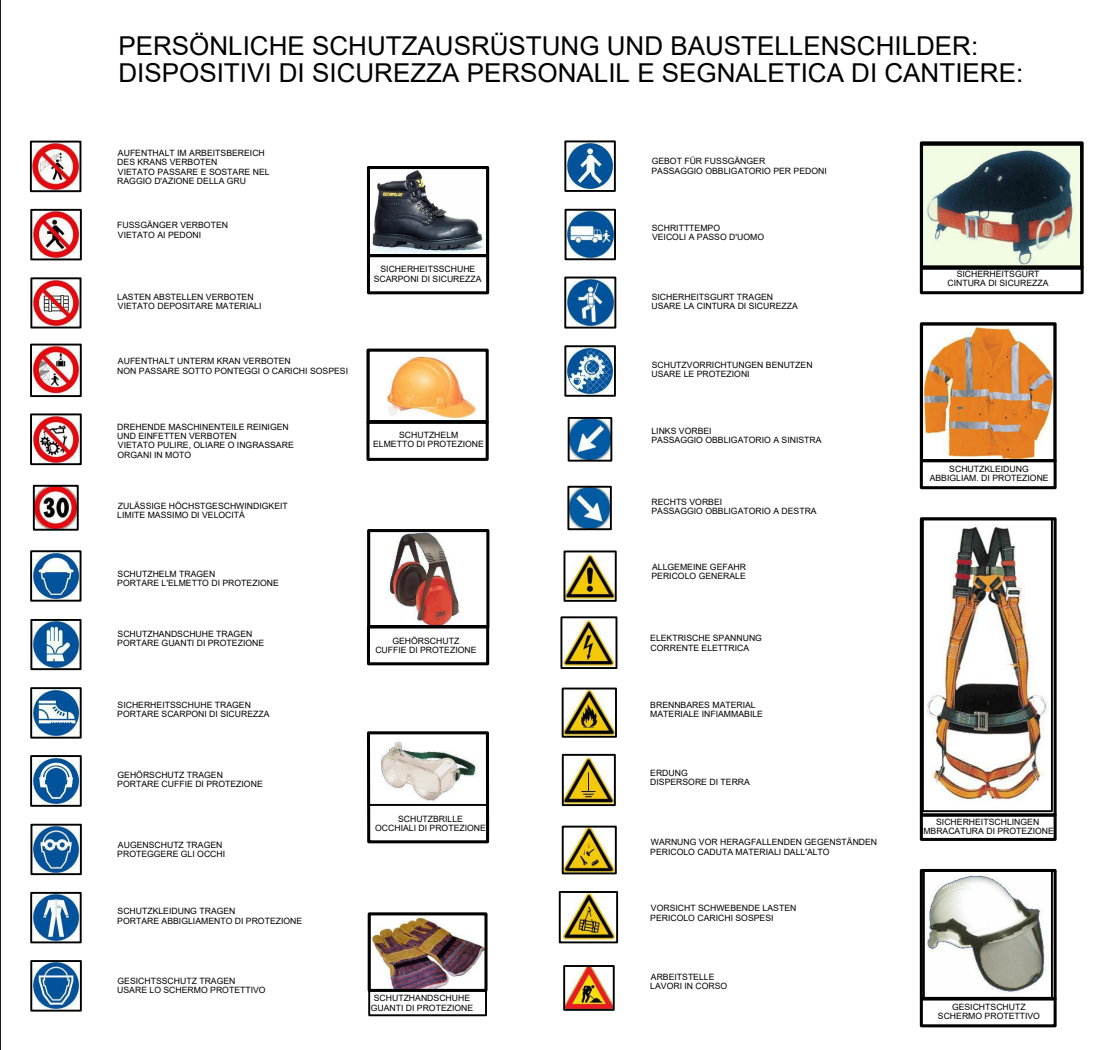 PERSÖNLICHE SCHUTZAUSRÜSTUNG UND BAUSTELLENSCHILDER:
DISPOSITIVI DI SICUREZZA PERSONALIL E SEGNALETICA DI CANTIERE:
AUFENTHALT IM ARBEITSBEREICH
DES KRANS VERBOTEN
VIETATO PASSARE E SOSTARE NEL
RAGGIO D'AZIONE DELLA GRU
FUSSGÄNGER VERBOTEN
VIETATO AI PEDONI
LASTEN ABSTELLEN VERBOTEN
VIETATO DEPOSITARE MATERIALI
AUFENTHALT UNTERM KRAN VERBOTEN
NON PASSARE SOTTO PONTEGGI O CARICHI SOSPESI
DREHENDE MASCHINENTEILE REINIGEN
UND EINFETTEN VERBOTEN
VIETATO PULIRE, OLIARE O INGRASSARE
ORGANI IN MOTO
30
ZULÄSSIGE HÖCHSTGESCHWINDIGKEIT
LIMITE MASSIMO DI VELOCITÁ
SCHUTZHELM TRAGEN
PORTARE L'ELMETTO DI PROTEZIONE
SCHUTZHANDSCHUHE TRAGEN
PORTARE GUANTI DI PROTEZIONE
SICHERHEITSSCHUHE TRAGEN
PORTARE SCARPONI DI SICUREZZA
GEHÖRSCHUTZ TRAGEN
PORTARE CUFFIE DI PROTEZIONE
AUGENSCHUTZ TRAGEN
PROTEGGERE GLI OCCHI
SCHUTZKLEIDUNG TRAGEN
PORTARE ABBIGLIAMENTO DI PROTEZIONE
GESICHTSSCHUTZ TRAGEN
USARE LO SCHERMO PROTETTIVO
SICHERHEITSSCHUHE
SCARPONI DI SICUREZZA
SCHUTZHELM
ELMETTO DI PROTEZIONE
3M
GEHÖRSCHUTZ
CUFFIE DI PROTEZIONE
SCHUTZBRILLE
OCCHIALI DI PROTEZIONE
SCHUTZHANDSCHUHE
GUANTI DI PROTEZIONE
GEBOT FÜR FUSSGÄNGER
PASSAGGIO OBBLIGATORIO PER PEDONI
SCHRITTTEMPO
VEICOLI A PASSO D'UOMO
SICHERHEITSGURT TRAGEN
USARE LA CINTURA DI SICUREZZA
SCHUTZVORRICHTUNGEN BENUTZEN
USARE LE PROTEZIONI
LINKS VORBEI
PASSAGGIO OBBLIGATORIO A SINISTRA
RECHTS VORBEI
PASSAGGIO OBBLIGATORIO A DESTRA
ALLGEMEINE GEFAHR
PERICOLO GENERALE
ELEKTRISCHE SPANNUNG
CORRENTE ELETTRICA
BRENNBARES MATERIAL
MATERIALE INFIAMMABILE
ERDUNG
DISPERSORE DI TERRA
WARNUNG VOR HERAGFALLENDEN GEGENSTÄNDEN
PERICOLO CADUTA MATERIALI DALL'ALTO
VORSICHT SCHWEBENDE LASTEN
PERICOLO CARICHI SOSPESI
ARBEITSTELLE
LAVORI IN CORSO
SICHERHEITSGURT
CINTURA DI SICUREZZA
SCHUTZKLEIDUNG
ABBIGLIAM. DI PROTEZIONE
SICHERHEITSCHLINGEN
MBRACATURA DI PROTEZIONE
GESICHTSCHUTZ
SCHERMO PROTETTIVO